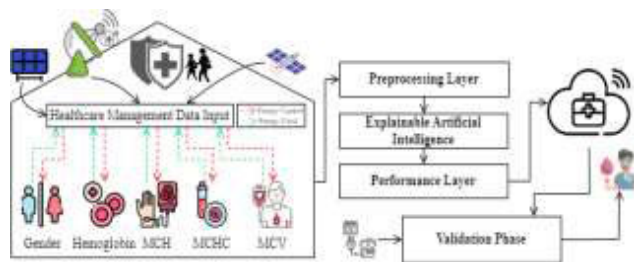 Preprocessing Layer
Healthcare Management Data Input
Explainable Artificial
Intelligence
Performance Layer
Gender Hemoglobin MCH MCHC MCV
Validation Phase